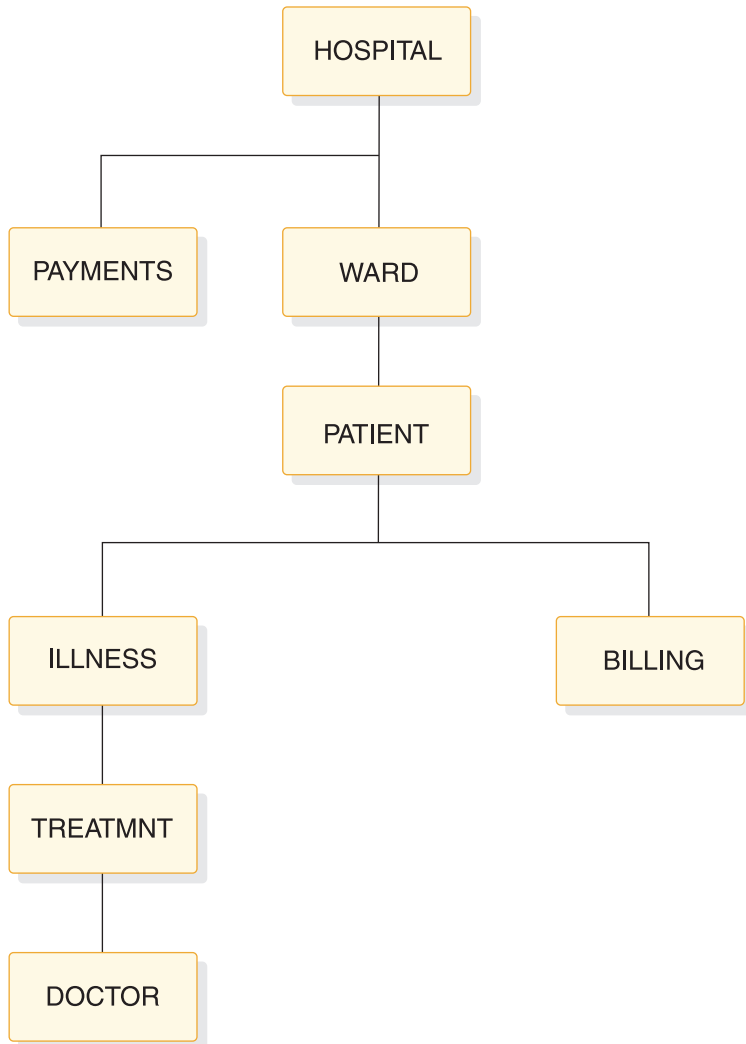 HOSPITAL
PAYMENTS
WARD
PATIENT
ILLNESS
BILLING
TREATMNT
DOCTOR